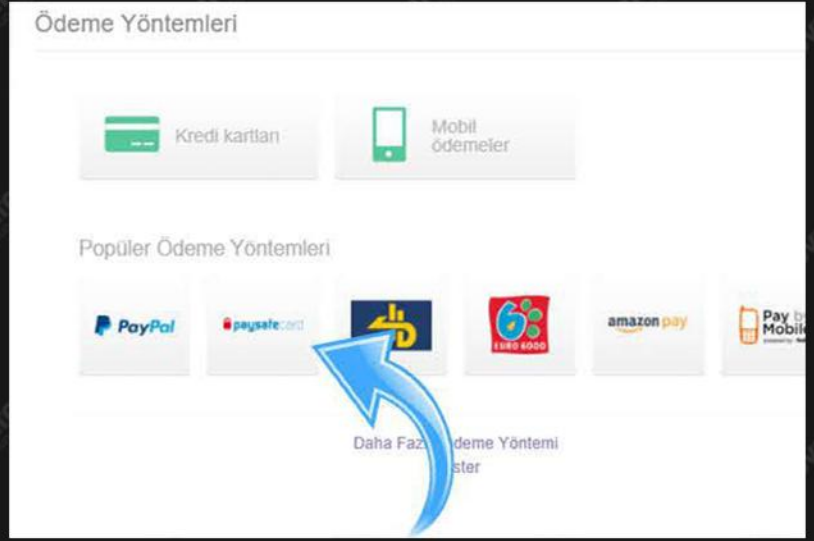 Ödeme Yöntemleri
Kredi kartları
Mobil
ödemeler
Popüler Ödeme Yöntemleri
PayPal
paysafecard
6
EURO 6000
amazon pay
Pay by
Mobile
Daha Faz deme Yöntemi
ster